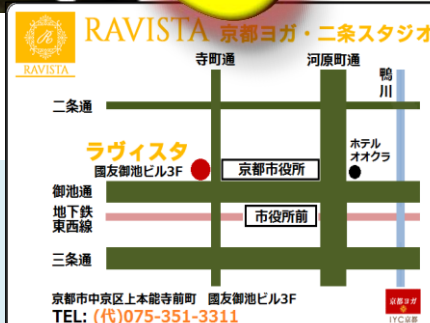 RAVISTA 京都ヨガ・二条スタジオ
RAVISTA
寺町通
河原町通
鴨川
二条通
ラヴィスタ
國友御池ビル3F
京都市役所
ホテル
オオクラ
御池通
地下鉄
東西線
市役所前
三条通
京都市中京区上本能寺前町 國友御池ビル3F
TEL: (代)075-351-3311
京都ヨガ
IYC京都